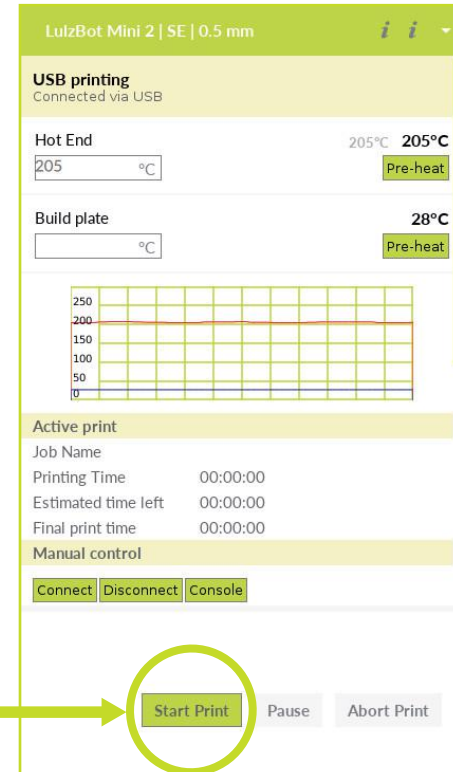 LulzBot Mini 2 | SE | 0.5 mm i i
USB printing
Connected via USB
Hot End 205°C 205°C
205 °C Pre-heat
Build plate 28°C
°C Pre-heat
250
200
150
100
50
0
Active print
Job Name
Printing Time 00:00:00
Estimated time left 00:00:00
Final print time 00:00:00
Manual control
Connect Disconnect Console
Start Print Pause Abort Print